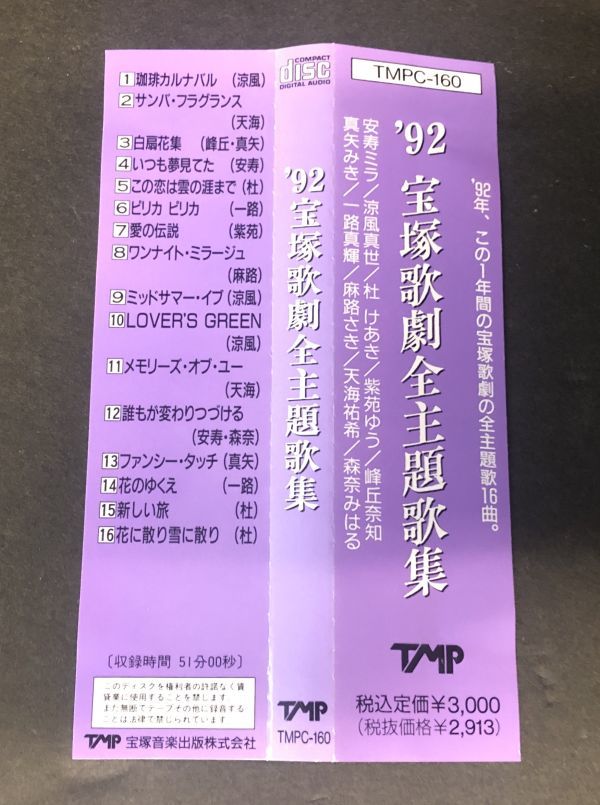 1 珈琲カルナバル (涼風)
2 サンバ・フラグランス
(天海)
3 白扇花集 (峰丘・真矢)
4 いつも夢見てた (安寿)
5 この恋は雲の涯まで (杜)
6 ピリカ ピリカ (一路)
7 愛の伝説 (紫苑)
8 ワンナイト・ミラージュ
(麻路)
9 ミッドサマー・イブ (涼風)
10 LOVER'S GREEN
(涼風)
11 メモリーズ・オブ・ユー
(天海)
12 誰もが変わりつづける
(安寿・森奈)
13 ファンシー・タッチ (真矢)
14 花のゆくえ (一路)
15 新しい旅 (杜)
16 花に散り雪に散り (杜)
〔収録時間 51分00秒〕
このディスクを権利者の許諾なく賃
貸業に使用することを禁じます
また無断でテープその他に録音する
ことは法律で禁じられています
TMP 宝塚音楽出版株式会社
COMPACT
disc
DIGITAL AUDIO
'92宝塚歌劇全主題歌集
TMP
TMPC-160
TMPC-160
'92年、この1年間の宝塚歌劇の全主題歌16曲。
'92 宝塚歌劇全主題歌集
安寿ミラ/涼風真世/杜 けあき/紫苑ゆう/峰丘奈知
真矢みき/一路真輝/麻路さき/天海祐希/森奈みはる
TMP
税込定価¥3,000
(税抜価格¥2,913)